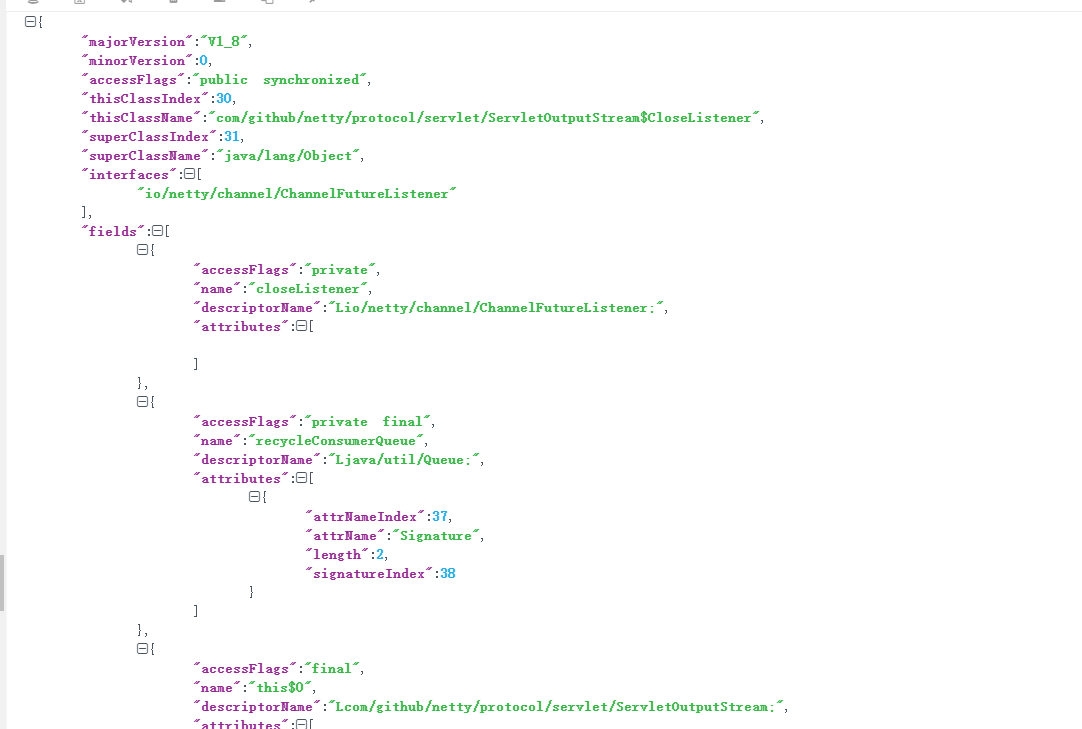 {
"majorVersion":"V1_8",
"minorVersion":0,
"accessFlags":"public  synchronized",
"thisClassIndex":30,
"thisClassName":"com/github/netty/protocol/servlet/ServletOutputStream$CloseListener",
"superClassIndex":31,
"superClassName":"java/lang/Object",
"interfaces":[
"io/netty/channel/ChannelFutureListener"
],
"fields":[
{
"accessFlags":"private",
"name":"closeListener",
"descriptorName":"Lio/netty/channel/ChannelFutureListener;",
"attributes":[
]
},
{
"accessFlags":"private  final",
"name":"recycleConsumerQueue",
"descriptorName":"Ljava/util/Queue;",
"attributes":[
{
"attrNameIndex":37,
"attrName":"Signature",
"length":2,
"signatureIndex":38
}
]
},
{
"accessFlags":"final",
"name":"this$0",
"descriptorName":"Lcom/github/netty/protocol/servlet/ServletOutputStream;",
"attributes":[